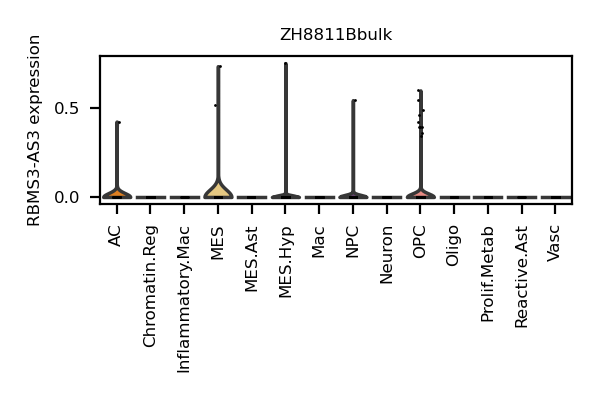 ZH8811Bbulk
RBMS3-AS3 expression
0.5
0.0
AC
Chromatin.Reg
Inflammatory.Mac
MES
MES.Ast
MES.Hyp
Mac
NPC
Neuron
OPC
Oligo
Prolif.Metab
Reactive.Ast
Vasc